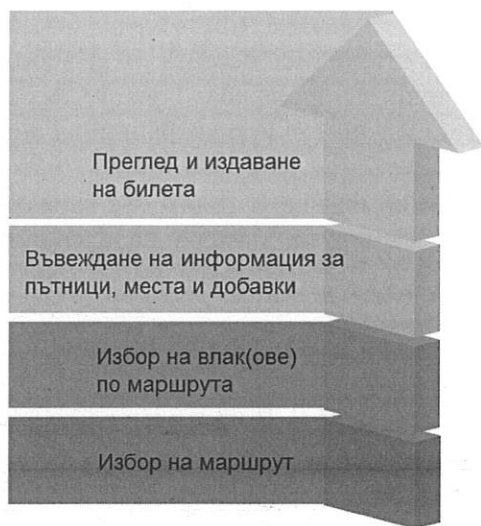 Преглед и издаване
на билета
Въвеждане на информация за
пътници, места и добавки
Избор на влак(ове)
по маршрута
Избор на маршрут